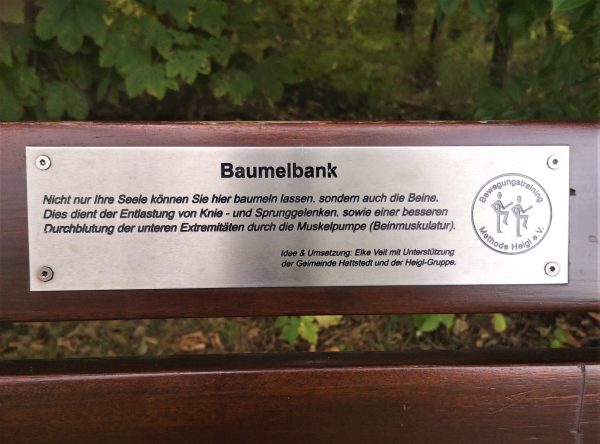 Baumelbank
Nicht nur Ihre Seele können Sie hier baumeln lassen, sondern auch die Beine.
Dies dient der Entlastung von Knie - und Sprunggelenken, sowie einer besseren
Durchblutung der unteren Extremitäten durch die Muskelpumpe (Beinmuskulatur).
Idee & Umsetzung: Elke Veit mit Unterstützung
der Gemeinde Hattstedt und der Heigl-Gruppe.
Bewegungstraining
Methode Heigl e.V.